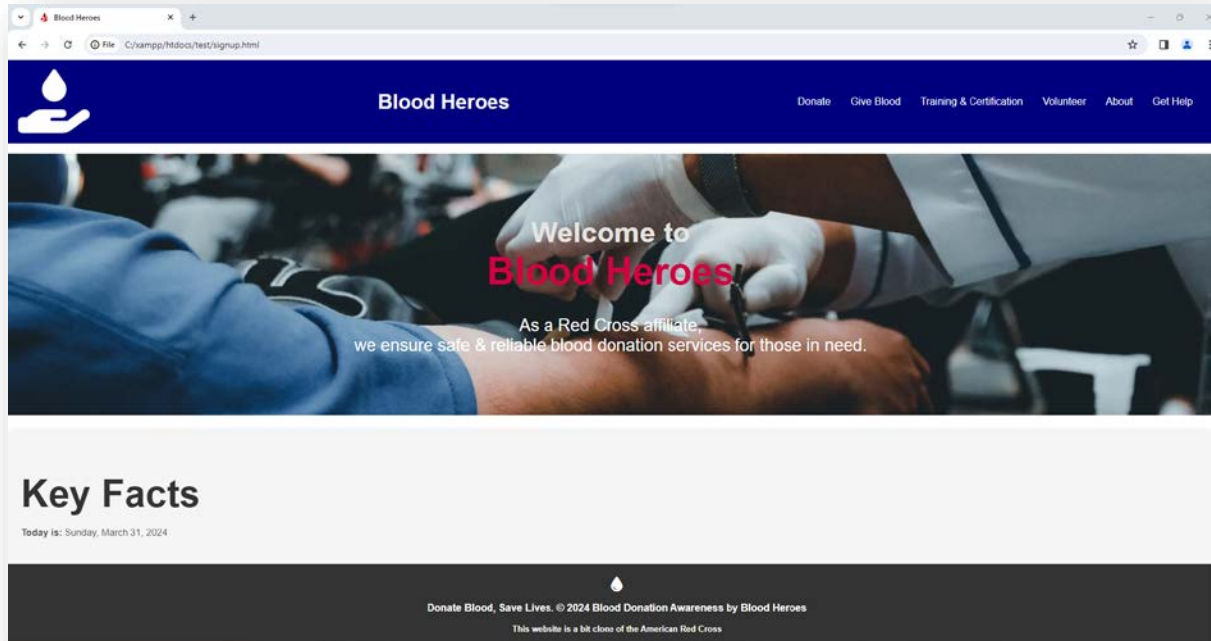 Blood Heroes
File C:/xampp/htdocs/test/signup.html
Blood Heroes
Donate Give Blood Training & Certification Volunteer About Get Help
Welcome to
Blood Heroes
As a Red Cross affiliate,
we ensure safe & reliable blood donation services for those in need.
Key Facts
Today is: Sunday, March 31, 2024
Donate Blood, Save Lives. © 2024 Blood Donation Awareness by Blood Heroes
This website is a bit clone of the American Red Cross